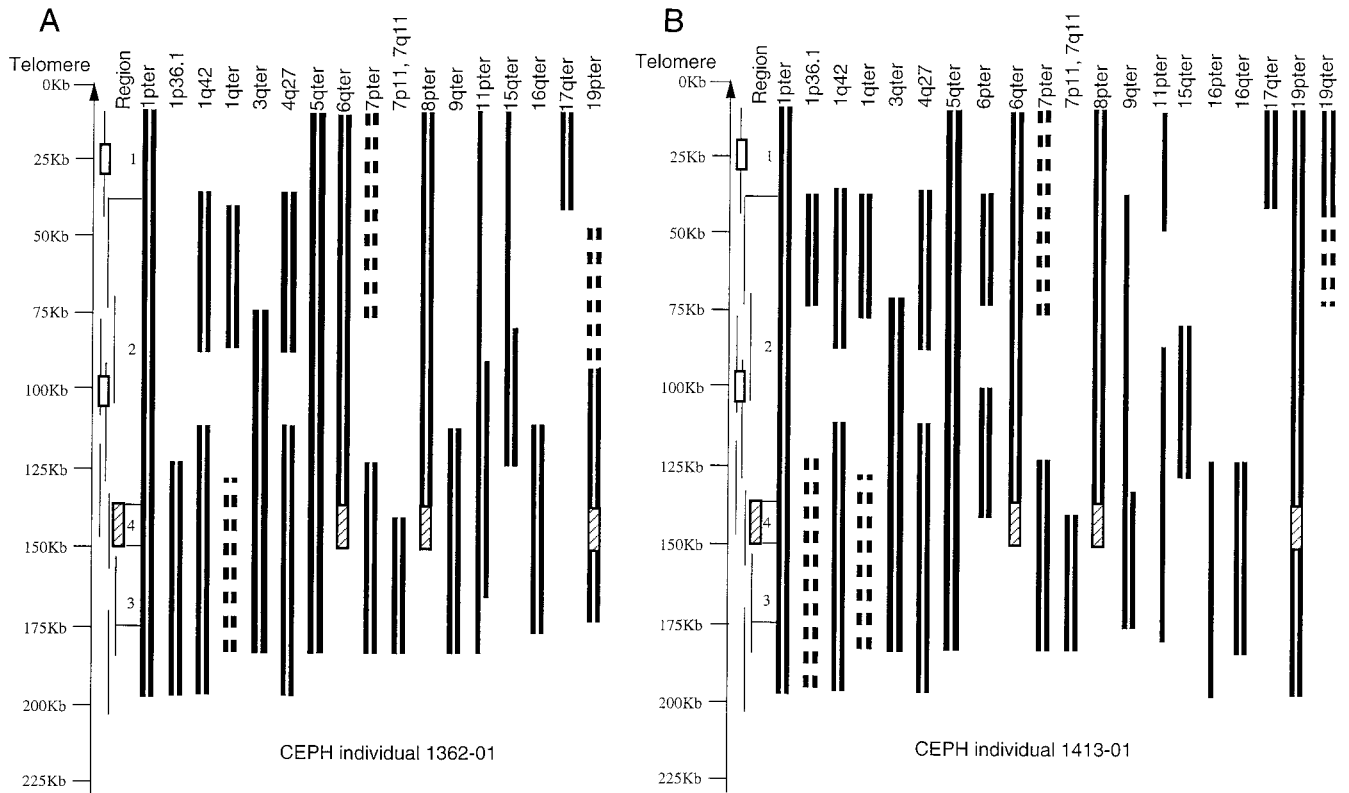 A
Telomere
0Kb
25Kb
50Kb
75Kb
100Kb
125Kb
150Kb
175Kb
200Kb
225Kb
Region
1pter
1p36.1
1q42
1qter
3qter
4q27
5qter
6qter
7pter
7p11, 7q11
8pter
9qter
11pter
15qter
16qter
17qter
19pter
1
2
4
3
CEPH individual 1362-01
B
Telomere
0Kb
25Kb
50Kb
75Kb
100Kb
125Kb
150Kb
175Kb
200Kb
225Kb
Region
1pter
1p36.1
1q42
1qter
3qter
4q27
5qter
6pter
6qter
7pter
7p11, 7q11
8pter
9qter
11pter
15qter
16pter
16qter
17qter
19pter
19qter
1
2
4
3
CEPH individual 1413-01